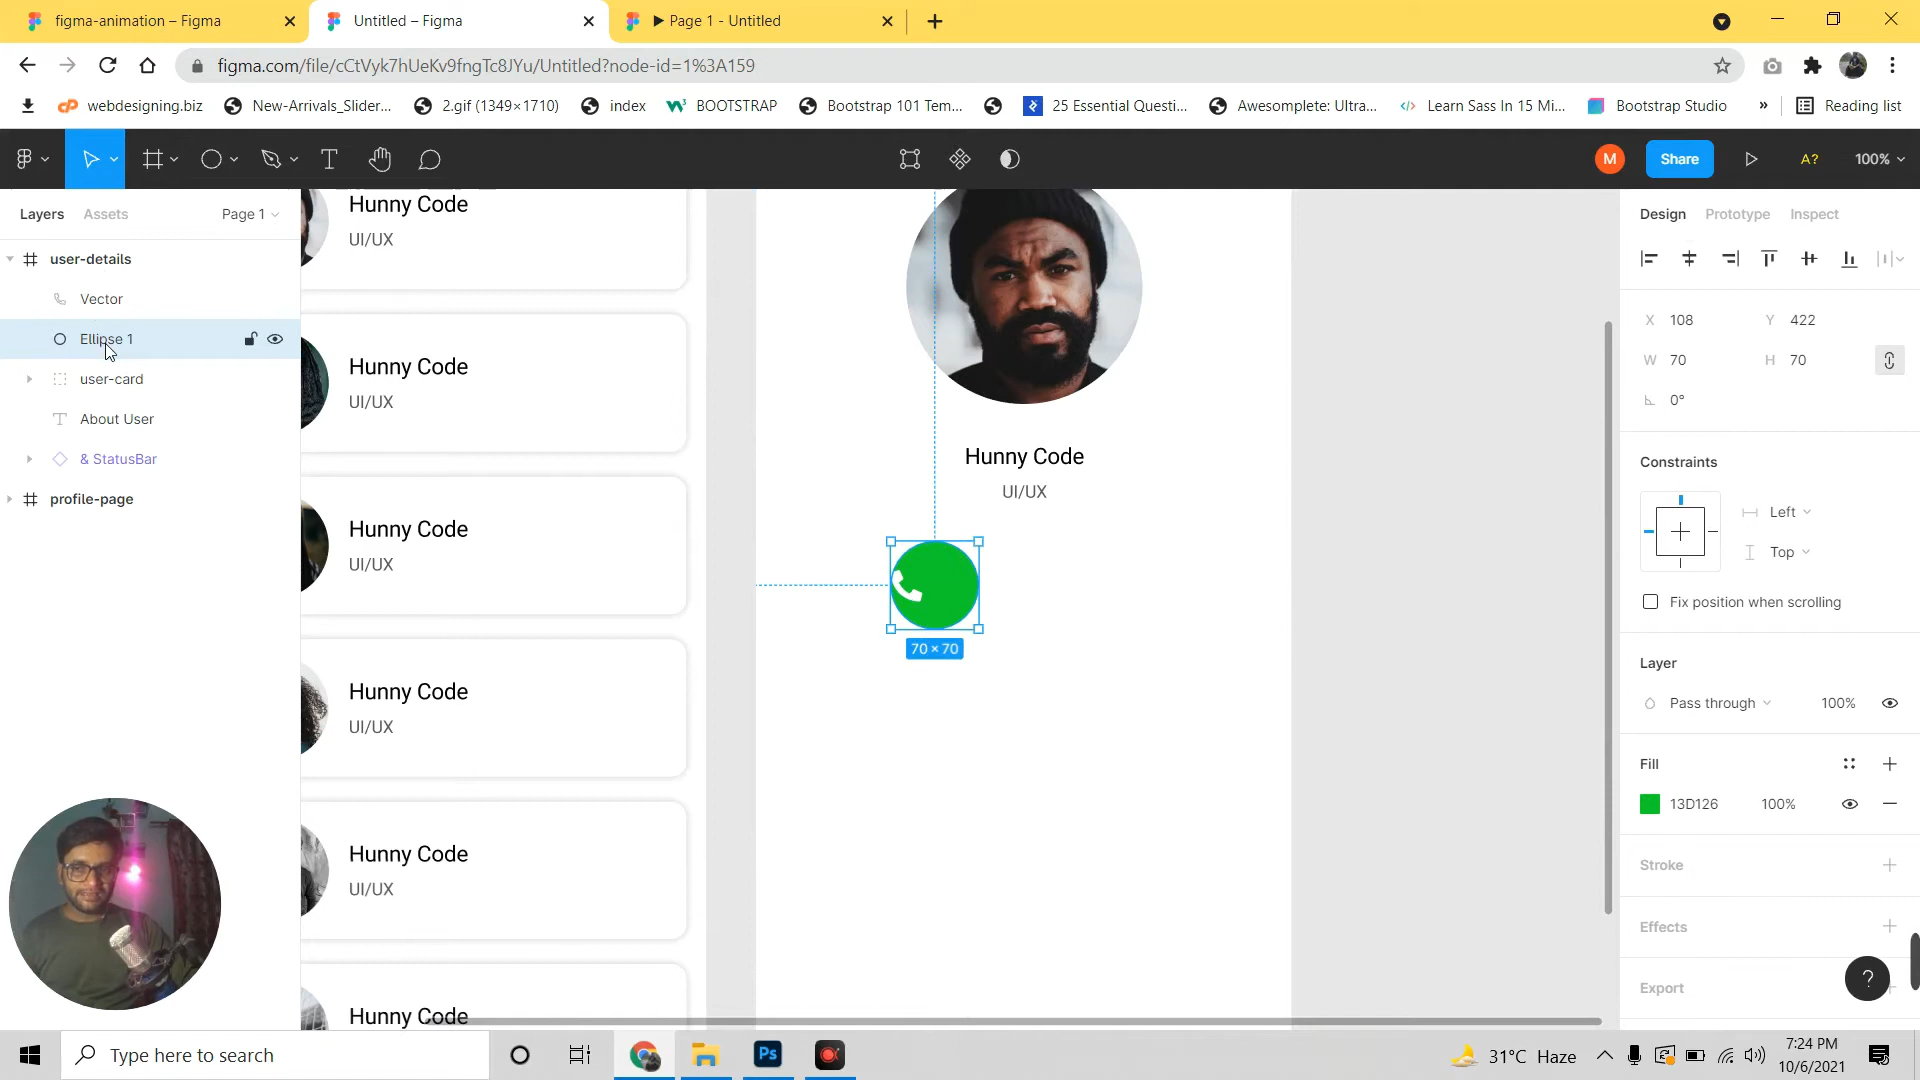 figma-animation – Figma
Untitled – Figma
Page 1 - Untitled
figma.com/file/cCtVyk7hUeKv9fngTc8JYu/Untitled?node-id=1%3A159
webdesigning.biz
New-Arrivals_Slider...
2.gif (1349×1710)
index
BOOTSTRAP
Bootstrap 101 Tem...
25 Essential Questi...
Awesomplete: Ultra...
Learn Sass In 15 Mi...
Bootstrap Studio
»
Reading list
M
Share
A?
100%
Layers
Assets
Page 1
user-details
Vector
Ellipse 1
user-card
About User
& StatusBar
profile-page
Hunny Code
UI/UX
Hunny Code
UI/UX
Hunny Code
UI/UX
Hunny Code
UI/UX
Hunny Code
UI/UX
Hunny Code
Hunny Code
UI/UX
70 × 70
Design
Prototype
Inspect
X 108
Y 422
W 70
H 70
0°
Constraints
Left
Top
Fix position when scrolling
Layer
Pass through
100%
Fill
13D126
100%
Stroke
Effects
Export
?
Type here to search
Ps
31°C Haze
7:24 PM
10/6/2021